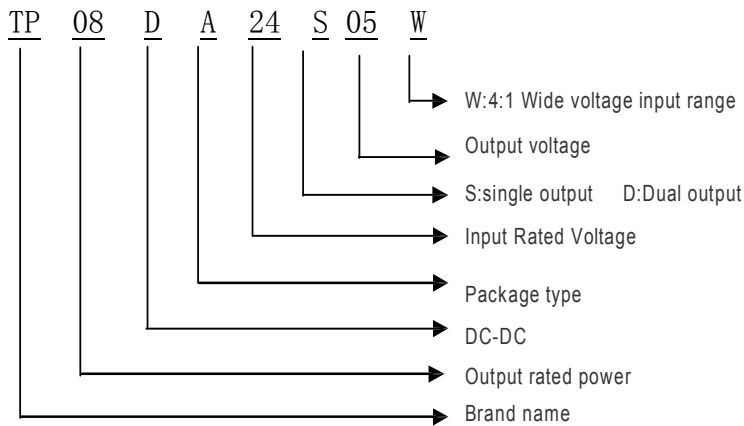 TP 08 D A 24 S 05 W
W:4:1 Wide voltage input range
Output voltage
S:single output D:Dual output
Input Rated Voltage
Package type
DC-DC
Output rated power
Brand name